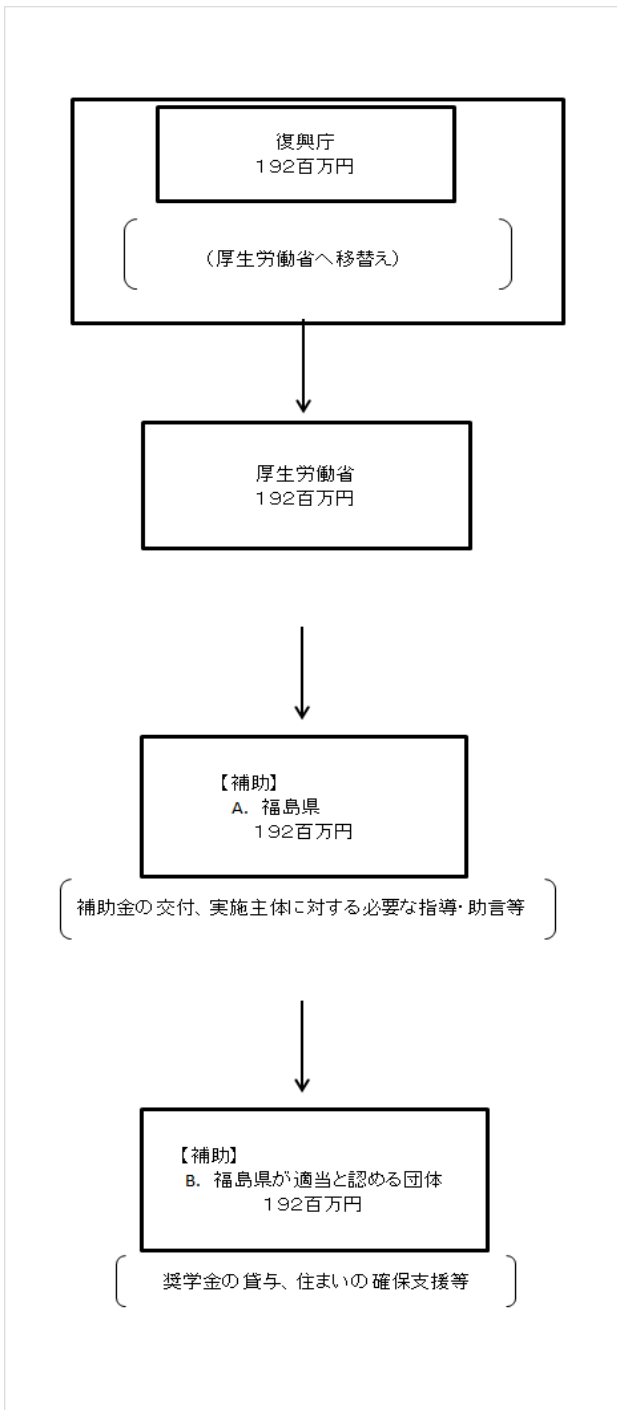 復興庁
１９２百万円
（厚生労働省へ移替え）
厚生労働省
１９２百万円
【補助】
A. 福島県
１９２百万円
補助金の交付、実施主体に対する必要な指導・助言等
【補助】
B. 福島県が適当と認める団体
１９２百万円
奨学金の貸与、住まいの確保支援等